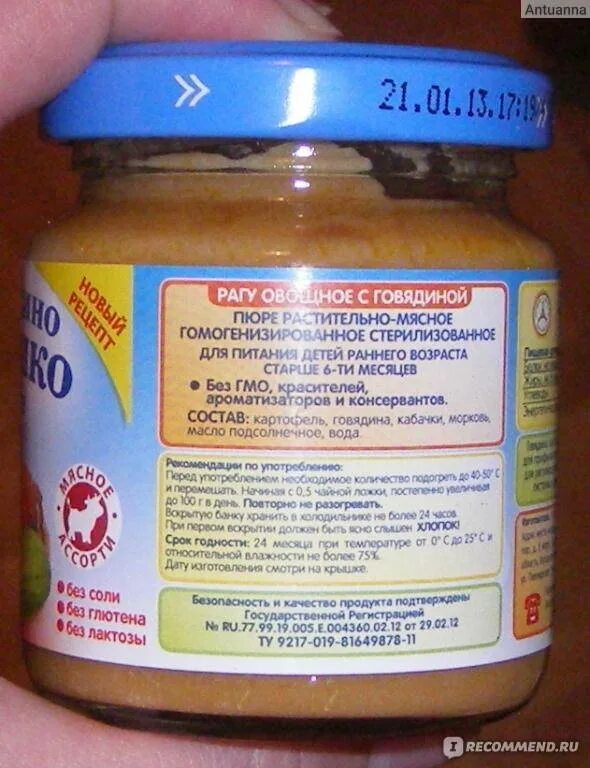 Antuanna
21.01.13.17:19
НОВЫЙ
РЕЦЕПТ
МЯСНОЕ
АССОРТИ
• без соли
• без глютена
• без лактозы
РАГУ ОВОЩНОЕ С ГОВЯДИНОЙ
ПЮРЕ РАСТИТЕЛЬНО-МЯСНОЕ
ГОМОГЕНИЗИРОВАННОЕ СТЕРИЛИЗОВАННОЕ
ДЛЯ ПИТАНИЯ ДЕТЕЙ РАННЕГО ВОЗРАСТА
СТАРШЕ 6-ТИ МЕСЯЦЕВ
• Без ГМО, красителей,
ароматизаторов и консервантов.
СОСТАВ: картофель, говядина, кабачки, морковь,
масло подсолнечное, вода.
Рекомендации по употреблению:
Перед употреблением необходимое количество подогреть до 40-50° С
и перемешать. Начиная с 0,5 чайной ложки, постепенно увеличивая
до 100 г в день. Повторно не разогревать.
Вскрытую банку хранить в холодильнике не более 24 часов.
При первом вскрытии должен быть ясно слышен ХЛОПОК!
Срок годности: 24 месяца при температуре от 0° С до 25° С и
относительной влажности не более 75%.
Дату изготовления смотри на крышке.
Безопасность и качество продукта подтверждены
Государственной Регистрацией
№ RU.77.99.19.005.Е.004360.02.12 от 29.02.12
ТУ 9217-019-81649878-11
IRECOMMEND.RU